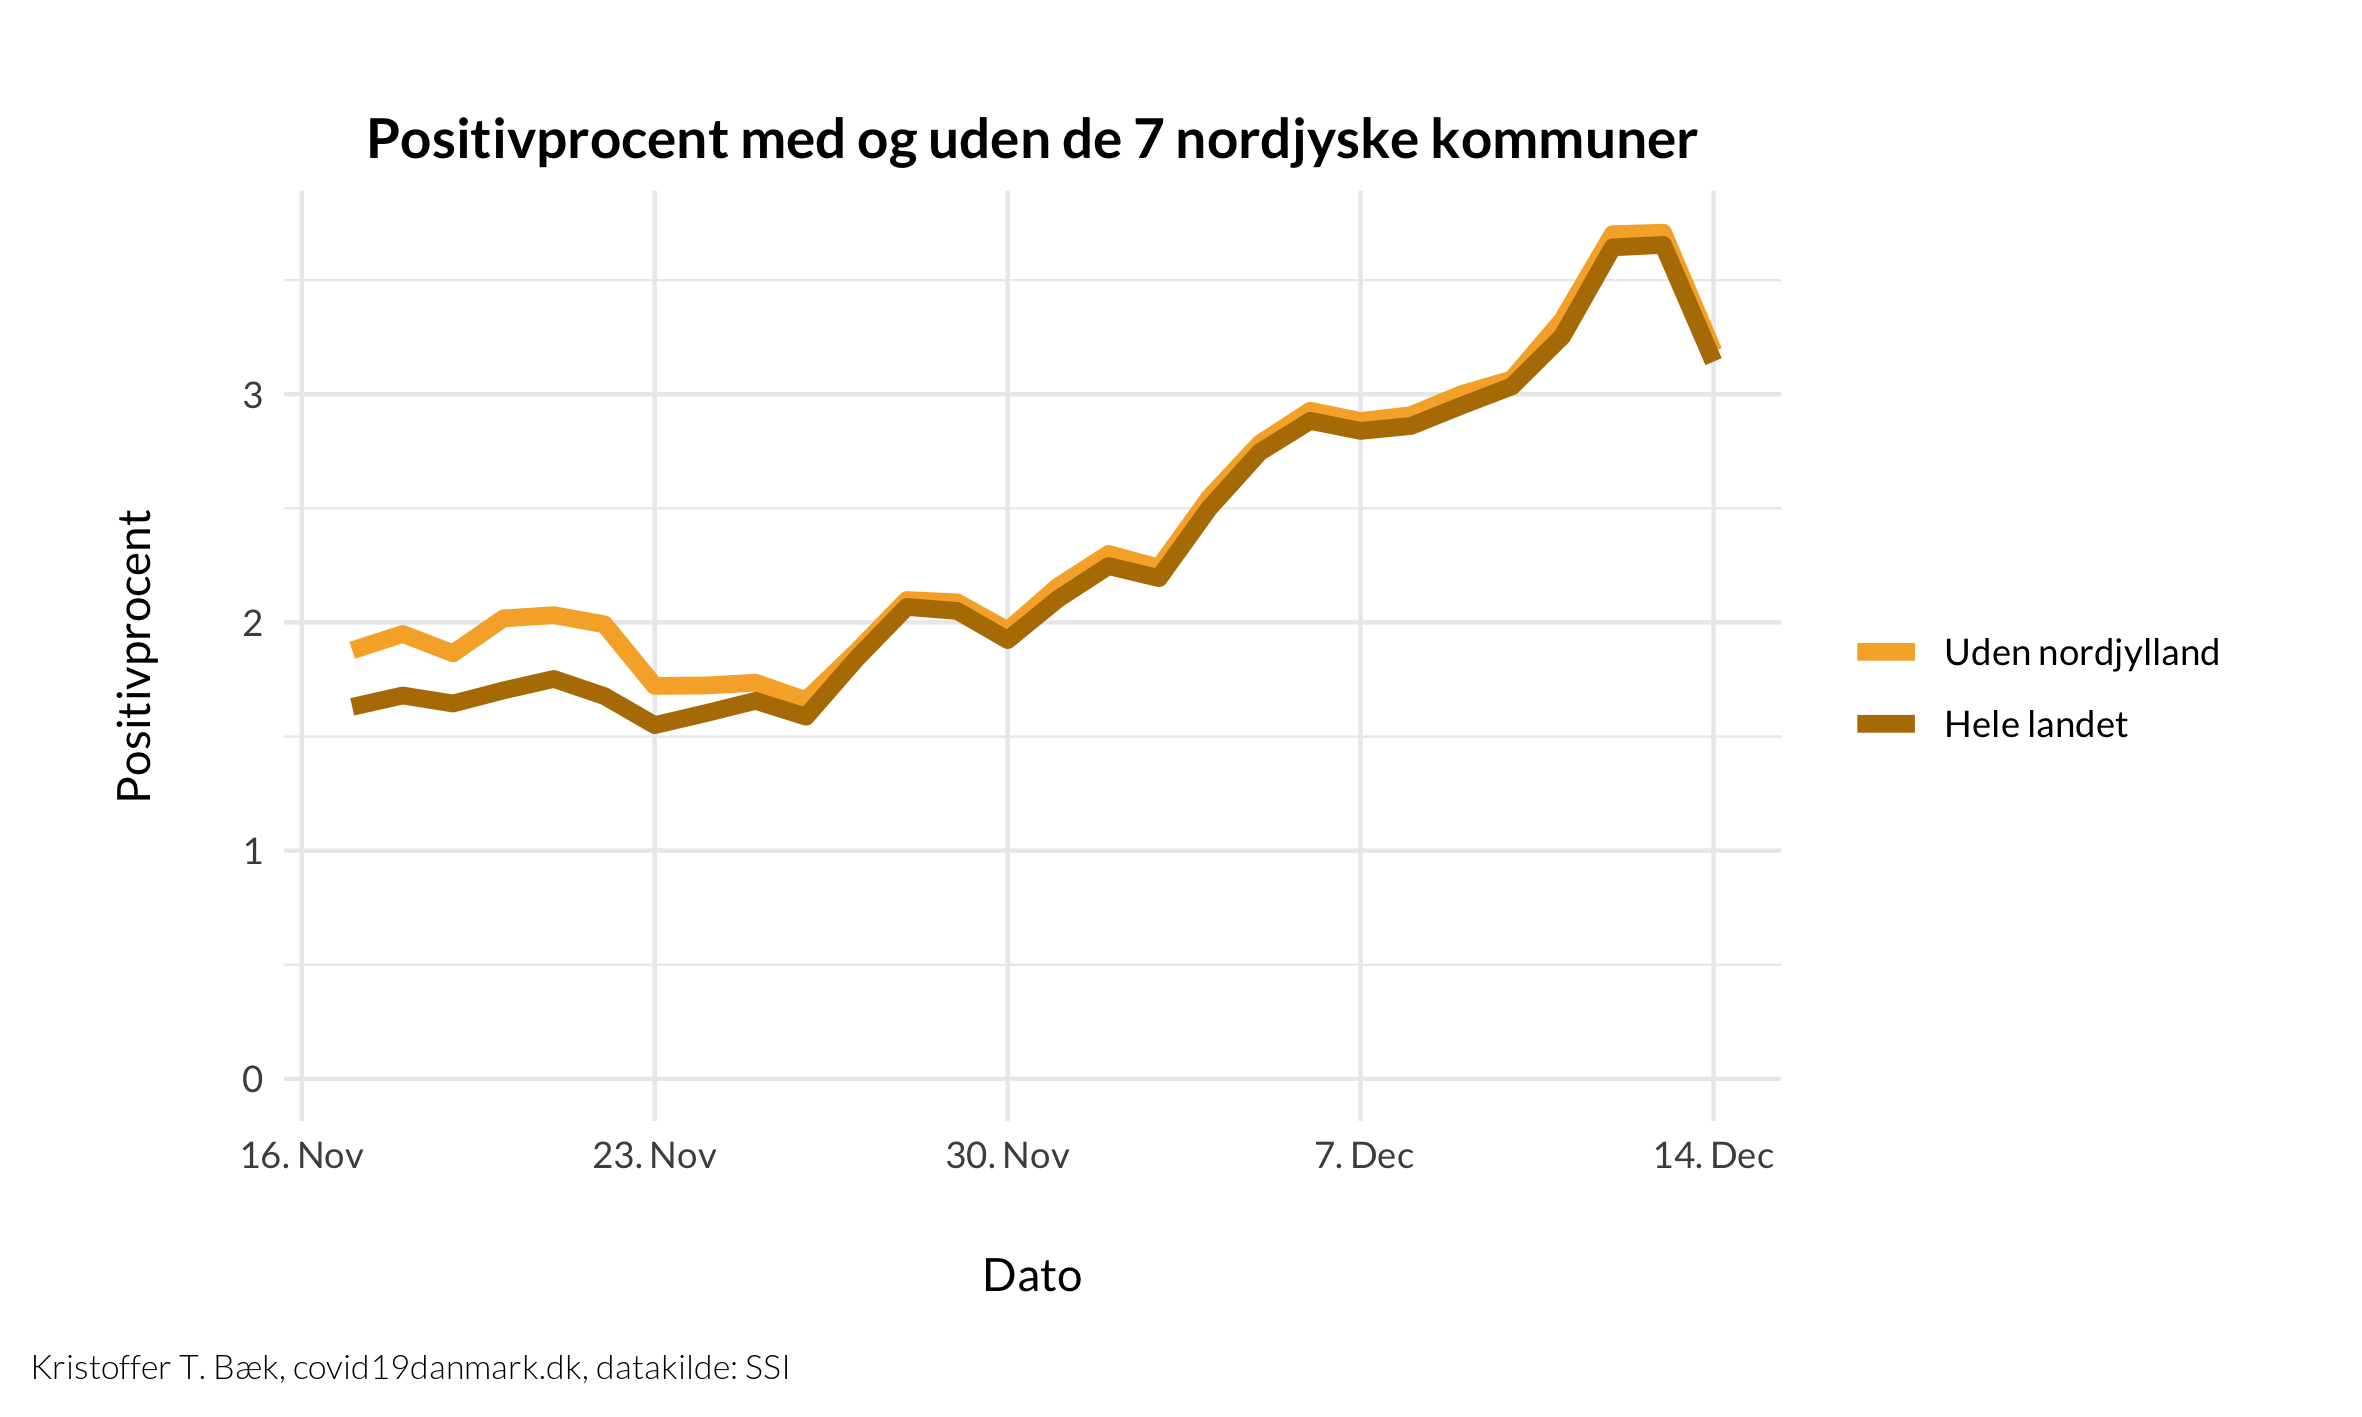 Positivprocent med og uden de 7 nordjyske kommuner
Positivprocent
3
2
1
0
16. Nov
23. Nov
30. Nov
7. Dec
14. Dec
Dato
Uden nordjylland
Hele landet
Kristoffer T. Bæk, covid19danmark.dk, datakilde: SSI